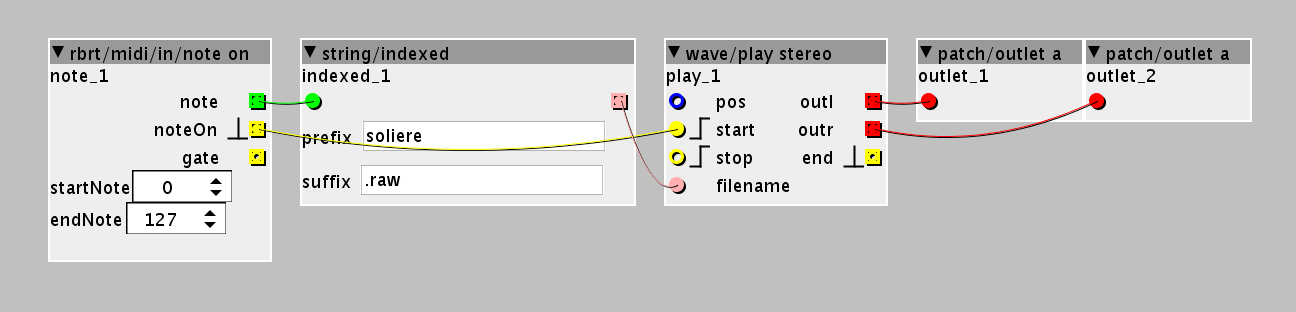 rbrt/midi/in/note on
note_1
note
noteOn
gate
startNote 0
endNote 127
string/indexed
indexed_1
prefix soliere
suffix .raw
wave/play stereo
play_1
pos outl
start outr
stop end
filename
patch/outlet a
outlet_1
patch/outlet a
outlet_2